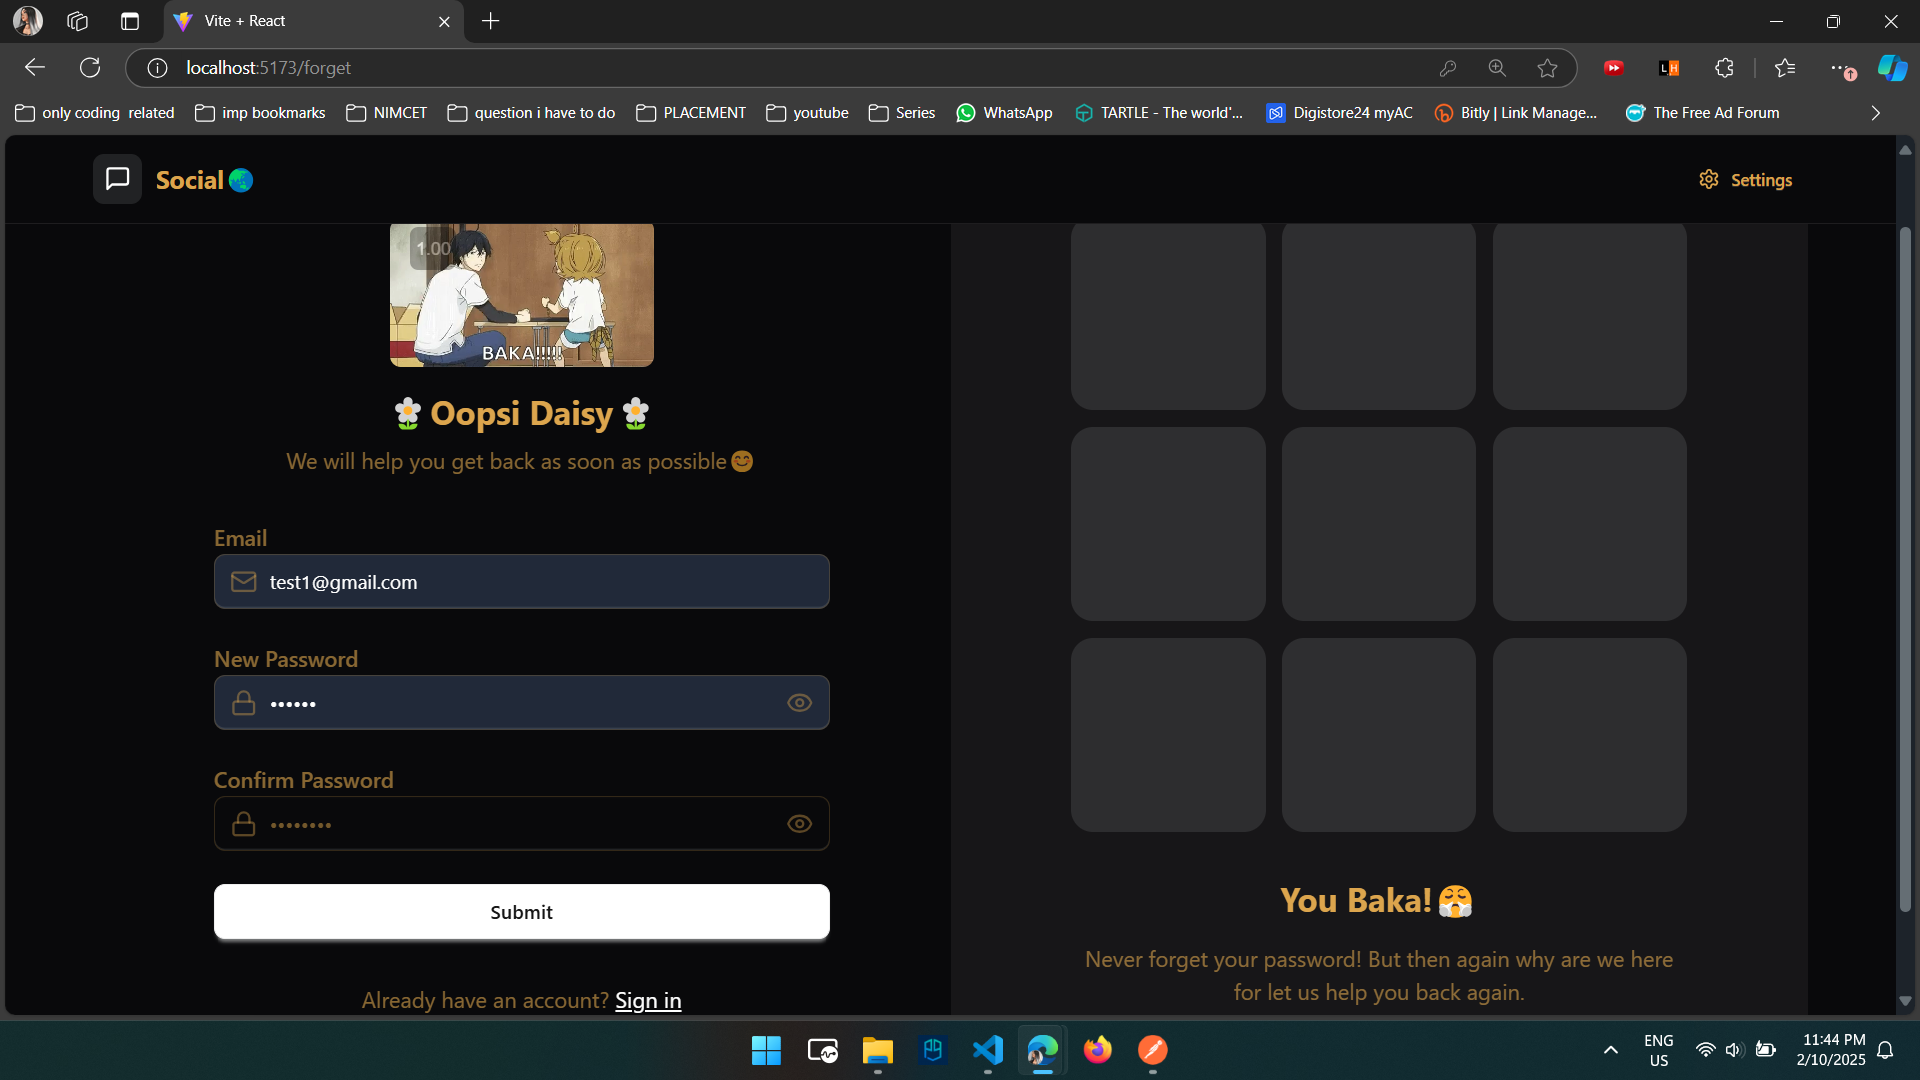 Vite + React
localhost:5173/forget
only coding related
imp bookmarks
NIMCET
question i have to do
PLACEMENT
youtube
Series
WhatsApp
TARTLE - The world'...
Digistore24 myAC
Bitly | Link Manage...
The Free Ad Forum
LH
Social
Settings
1.00
BAKA!!!!!
Oopsi Daisy
We will help you get back as soon as possible
Email
test1@gmail.com
New Password
••••••
Confirm Password
••••••••
Submit
Already have an account? Sign in
You Baka!
Never forget your password! But then again why are we here
for let us help you back again.
ENG
US
11:44 PM
2/10/2025